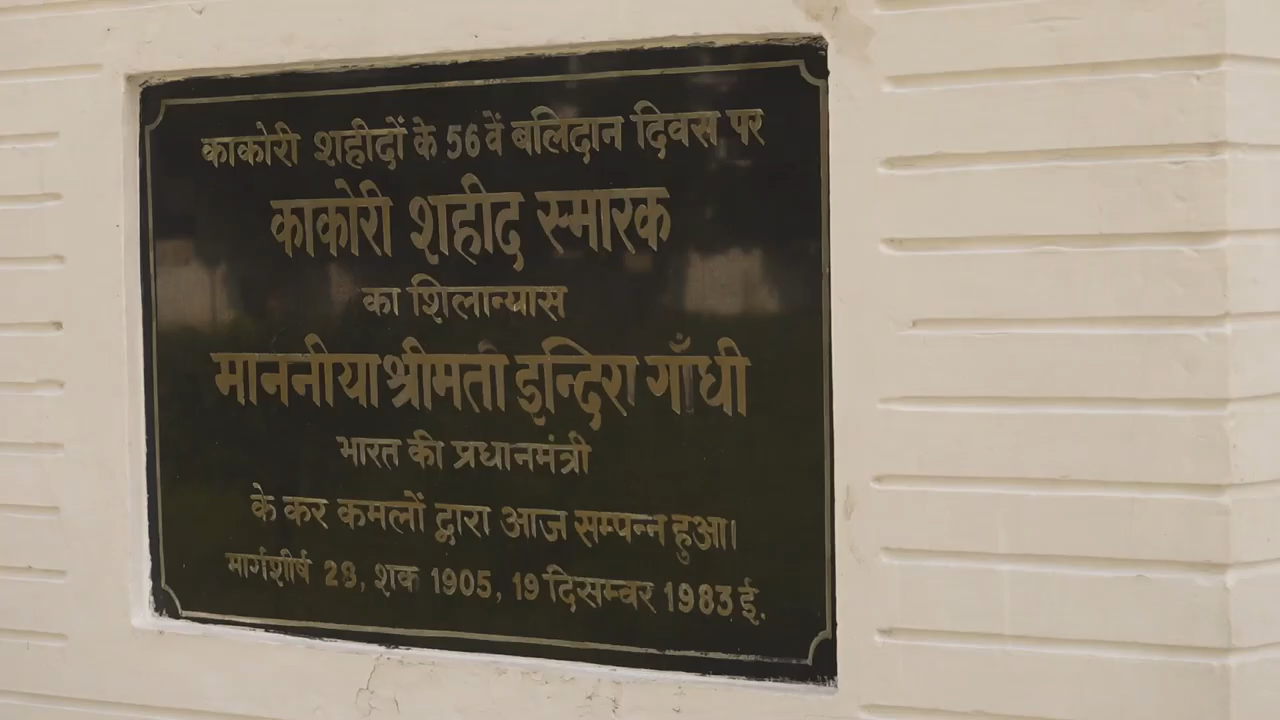 काकोरी शहीदों के 56 वें बलिदान दिवस पर
काकोरी शहीद स्मारक
का शिलान्यास
माननीया श्रीमती इन्दिरा गाँधी
भारत की प्रधानमंत्री
के कर कमलों द्वारा आज सम्पन्न हुआ।
मार्गशीर्ष 28, शक 1905, 19 दिसम्बर 1983 ई.